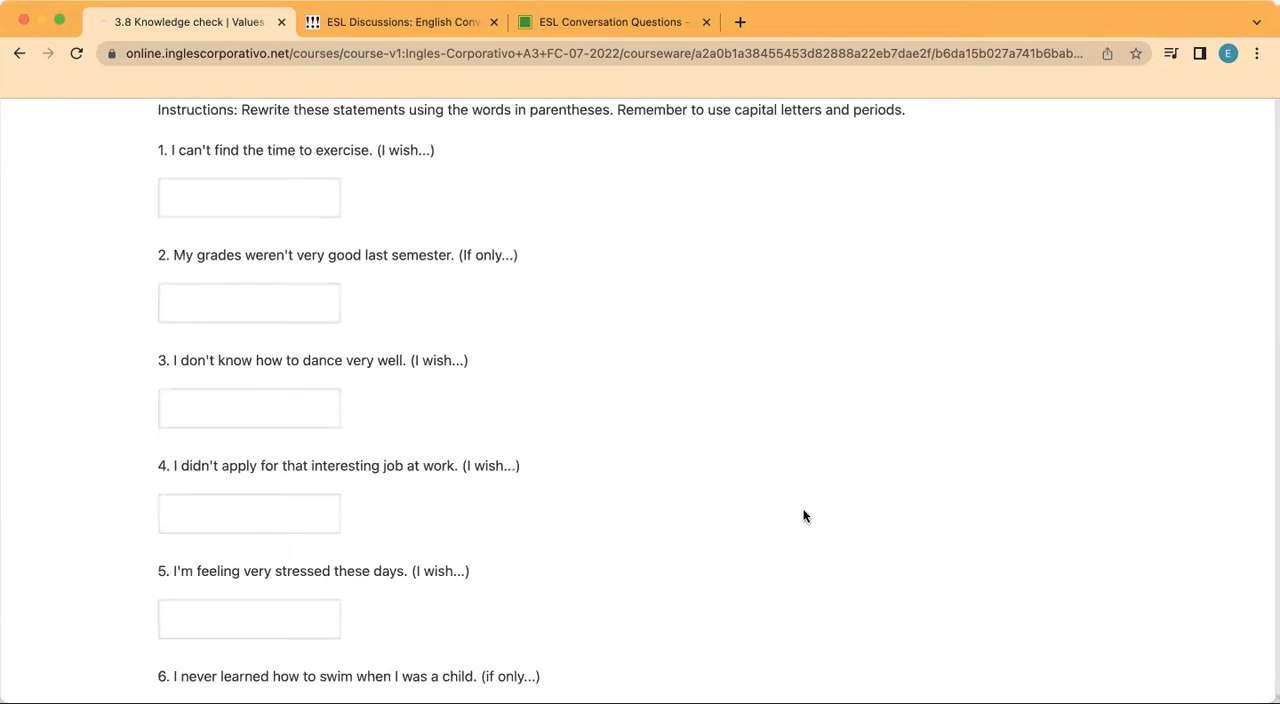 3.8 Knowledge check | Values
ESL Discussions: English Conv
ESL Conversation Questions -
online.inglescorporativo.net/courses/course-v1:Ingles-Corporativo+A3+FC-07-2022/courseware/a2a0b1a38455453d82888a22eb7dae2f/b6da15b027a741b6bab...
E
Instructions: Rewrite these statements using the words in parentheses. Remember to use capital letters and periods.
1. I can't find the time to exercise. (I wish...)
2. My grades weren't very good last semester. (If only...)
3. I don't know how to dance very well. (I wish...)
4. I didn't apply for that interesting job at work. (I wish...)
5. I'm feeling very stressed these days. (I wish...)
6. I never learned how to swim when I was a child. (if only...)